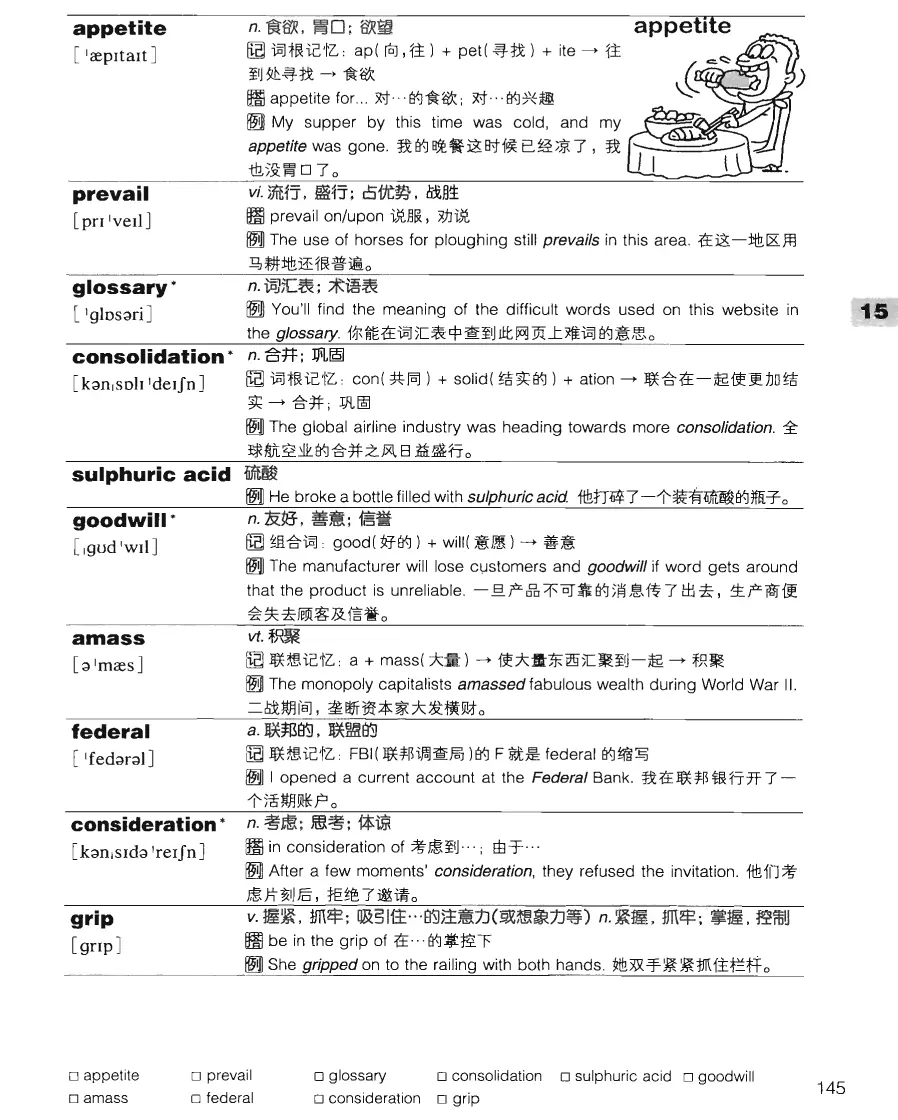 appetite
[ˈæpɪtaɪt]
n. 食欲，胃口；欲望
记 词根记忆：ap(向,往) + pet(寻找) + ite → 往
到处寻找 → 食欲
搭 appetite for... 对…的食欲；对…的兴趣
例 My supper by this time was cold, and my
appetite was gone. 我的晚餐这时候已经凉了，我
也没胃口了。
appetite
prevail
[prɪˈveɪl]
vi. 流行，盛行；占优势，战胜
搭 prevail on/upon 说服，劝说
例 The use of horses for ploughing still prevails in this area. 在这一地区用
马耕地还很普遍。
glossary*
[ˈglɒsəri]
n. 词汇表；术语表
例 You'll find the meaning of the difficult words used on this website in
the glossary. 你能在词汇表中查到此网页上难词的意思。
15
consolidation*
[kənˌsɒlɪˈdeɪʃn]
n. 合并；巩固
记 词根记忆：con(共同) + solid(结实的) + ation → 联合在一起使更加结
实 → 合并；巩固
例 The global airline industry was heading towards more consolidation. 全
球航空业的合并之风日益盛行。
sulphuric acid 硫酸
例 He broke a bottle filled with sulphuric acid. 他打碎了一个装有硫酸的瓶子。
goodwill*
[ˌgʊdˈwɪl]
n. 友好，善意；信誉
记 组合词：good(好的) + will(意愿) → 善意
例 The manufacturer will lose customers and goodwill if word gets around
that the product is unreliable. 一旦产品不可靠的消息传了出去，生产商便
会失去顾客及信誉。
amass
[əˈmæs]
vt. 积聚
记 联想记忆：a + mass(大量) → 使大量东西汇聚到一起 → 积聚
例 The monopoly capitalists amassed fabulous wealth during World War II.
二战期间，垄断资本家大发横财。
federal
[ˈfedərəl]
a. 联邦的，联盟的
记 联想记忆：FBI(联邦调查局)的 F 就是 federal 的缩写
例 I opened a current account at the Federal Bank. 我在联邦银行开了一
个活期账户。
consideration*
[kənˌsɪdəˈreɪʃn]
n. 考虑；思考；体谅
搭 in consideration of 考虑到…；由于…
例 After a few moments' consideration, they refused the invitation. 他们考
虑片刻后，拒绝了邀请。
grip
[grɪp]
v. 握紧，抓牢；吸引住…的注意力(或想象力等) n. 紧握，抓牢；掌握，控制
搭 be in the grip of 在…的掌控下
例 She gripped on to the railing with both hands. 她双手紧紧抓住栏杆。
□ appetite □ prevail □ glossary □ consolidation □ sulphuric acid □ goodwill
□ amass □ federal □ consideration □ grip
145